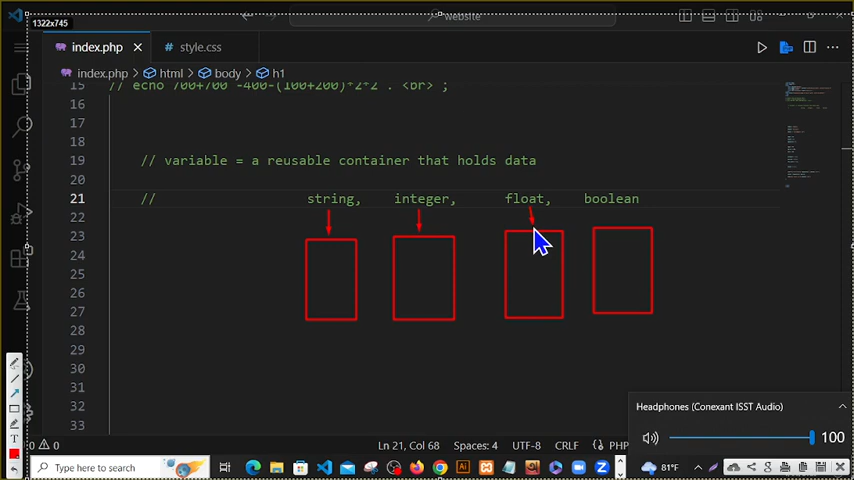 1322x745
website
index.php
style.css
index.php > html > body > h1
15 // echo 700+700 -400-(100+200)*2*2 . <br> ;
16
17
18
19 // variable = a reusable container that holds data
20
21 // string, integer, float, boolean
22
23
24
25
26
27
28
29
30
31
32
33
Headphones (Conexant ISST Audio)
100
0 0 Ln 21, Col 68 Spaces: 4 UTF-8 CRLF PHP
Type here to search
81°F